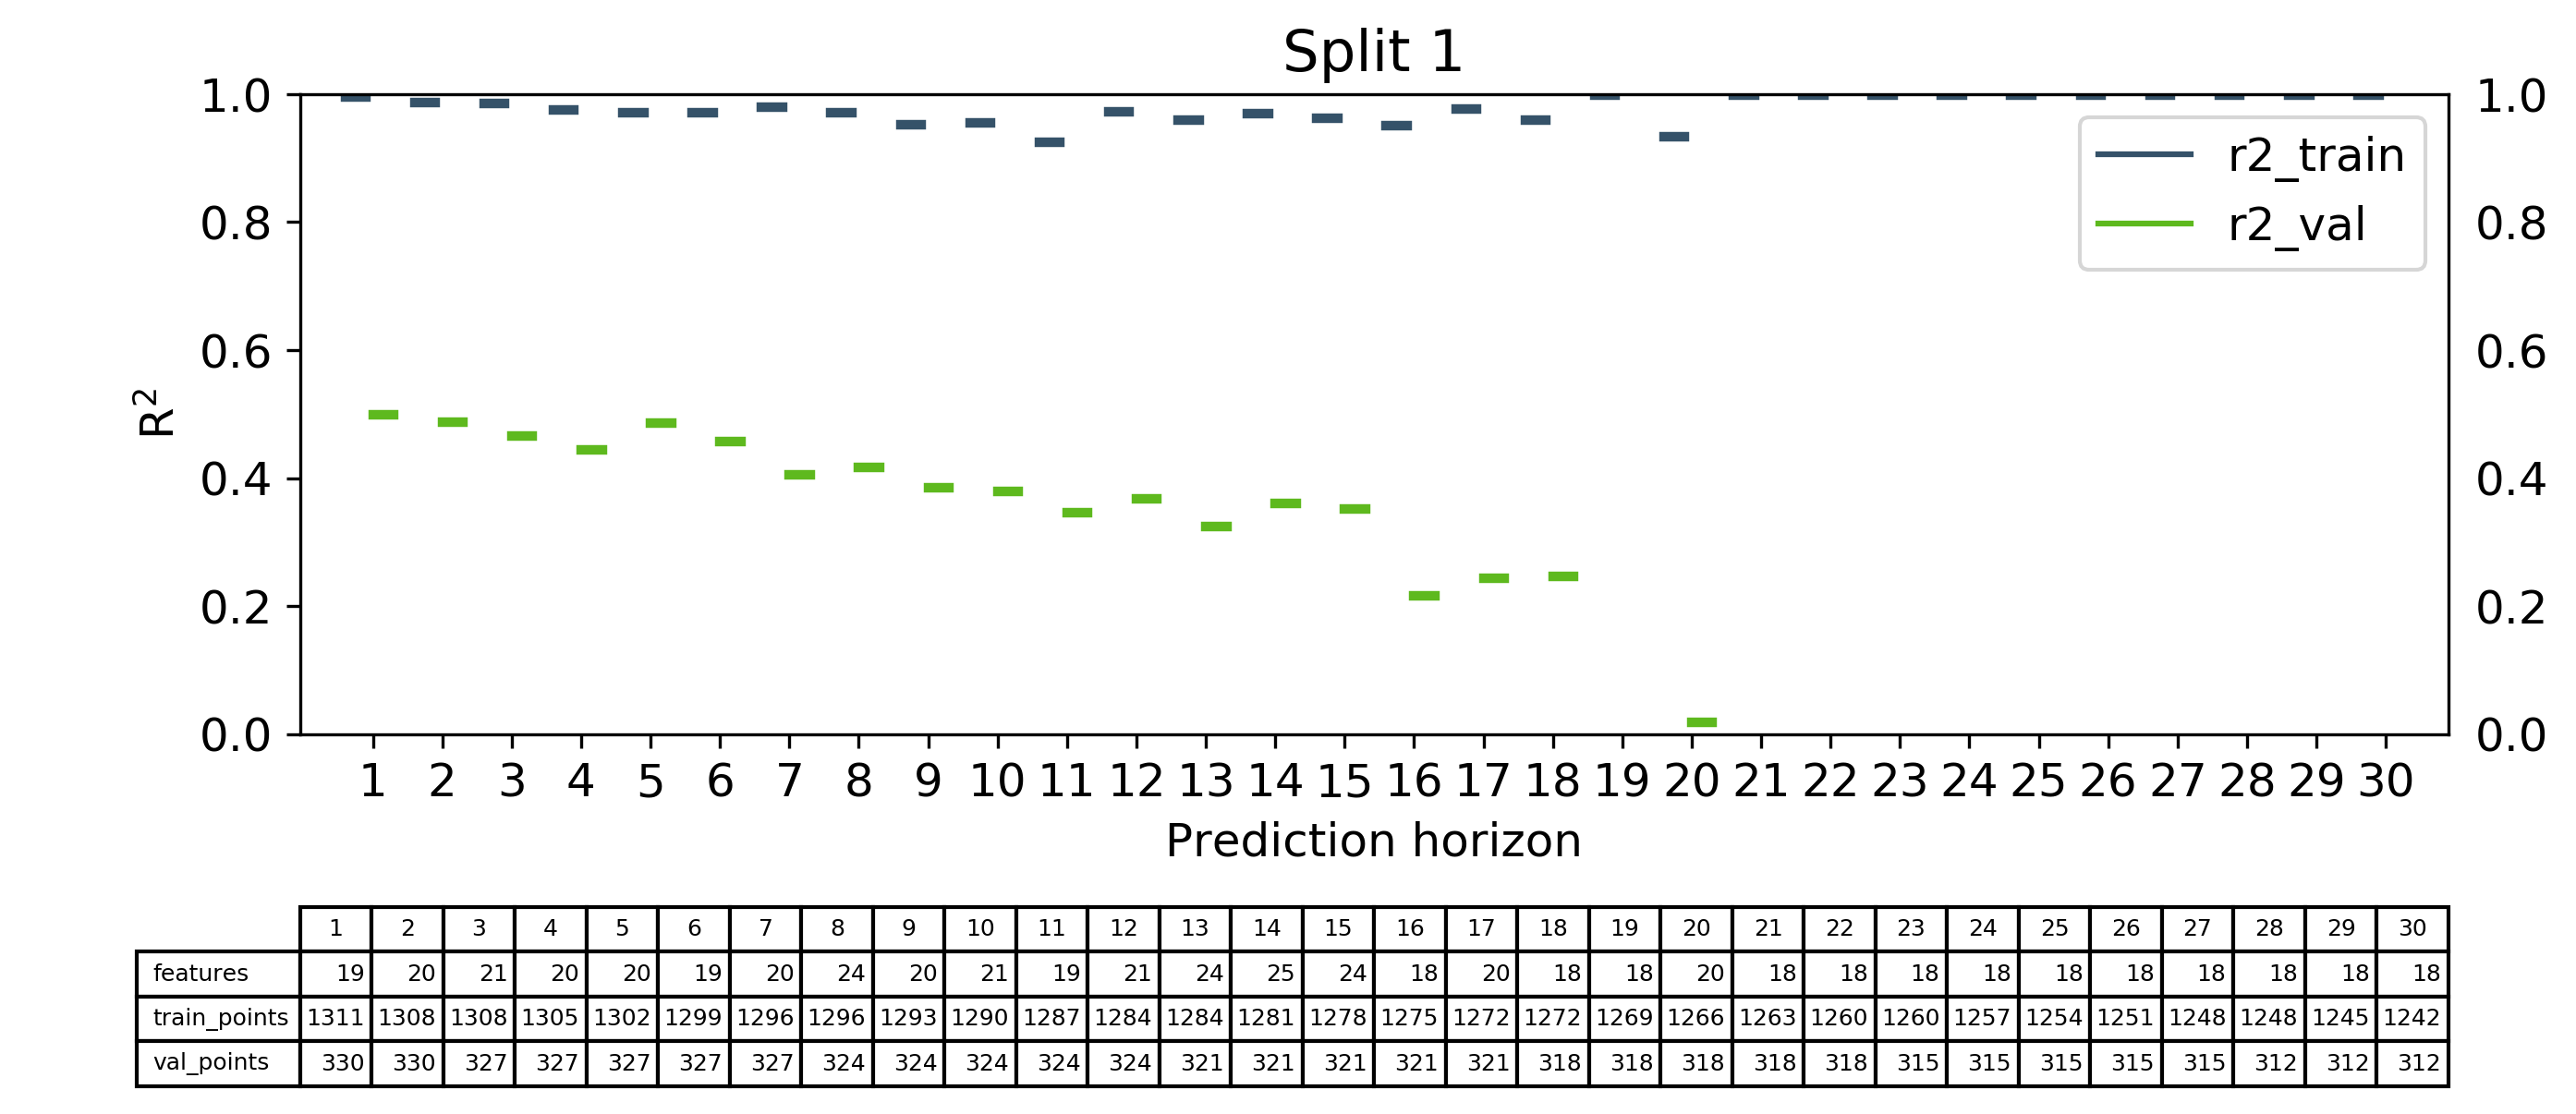 Split 1
1.0
0.8
0.6
0.4
0.2
0.0
R²
1.0
0.8
0.6
0.4
0.2
0.0
r2_train
r2_val
1 2 3 4 5 6 7 8 9 10 11 12 13 14 15 16 17 18 19 20 21 22 23 24 25 26 27 28 29 30
Prediction horizon
1 2 3 4 5 6 7 8 9 10 11 12 13 14 15 16 17 18 19 20 21 22 23 24 25 26 27 28 29 30
features 19 20 21 20 20 19 20 24 20 21 19 21 24 25 24 18 20 18 18 20 18 18 18 18 18 18 18 18 18 18
train_points 1311 1308 1308 1305 1302 1299 1296 1296 1293 1290 1287 1284 1284 1281 1278 1275 1272 1272 1269 1266 1263 1260 1260 1257 1254 1251 1248 1248 1245 1242
val_points 330 330 327 327 327 327 327 324 324 324 324 324 321 321 321 321 321 318 318 318 318 318 315 315 315 315 315 312 312 312